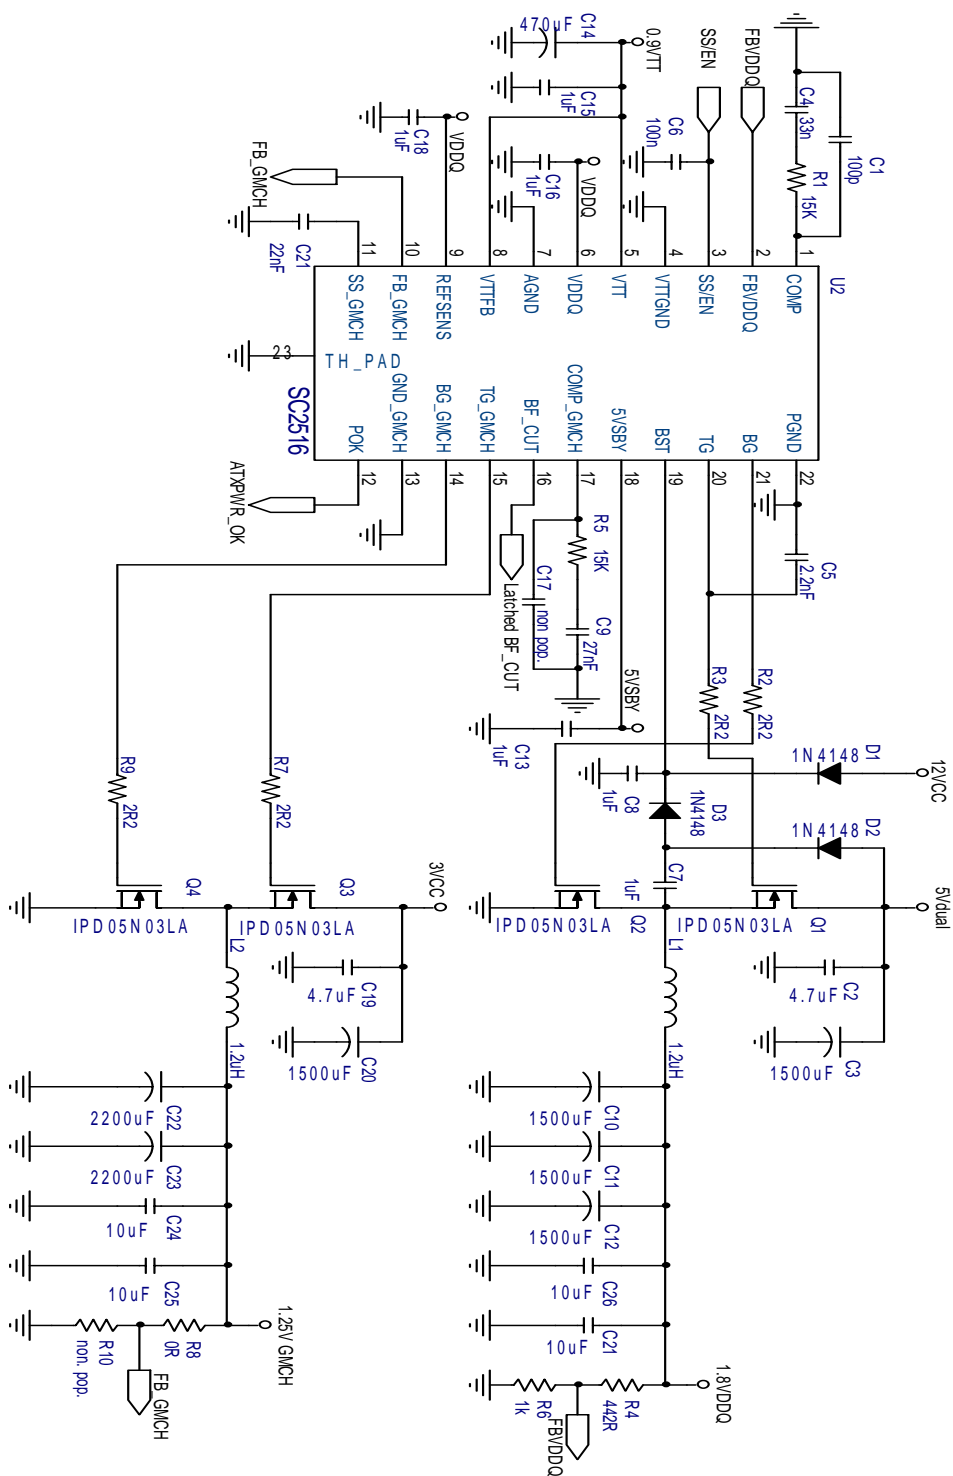 U2
SC2516
COMP
FBVDDQ
SS/EN
VTTGND
VTT
VDDQ
AGND
VTTFB
REFSENS
FB_GMCH
SS_GMCH
1
2
3
4
5
6
7
8
9
10
11
TH_PAD
23
PGND
BG
TG
BST
5VSBY
COMP_GMCH
BF_CUT
TG_GMCH
BG_GMCH
GND_GMCH
POK
22
21
20
19
18
17
16
15
14
13
12
C1
100p
C4
33n
R1
15K
FBVDDQ
SS/EN
C6
100n
0.9VTT
C14
470uF
C15
1uF
VDDQ
C16
1uF
VDDQ
C18
1uF
FB_GMCH
C21
22nF
ATXPWR_OK
C5
2.2nF
R2
2R2
R3
2R2
R5
15K
C9
27nF
C17
non pop.
Latched BF_CUT
5VSBY
C13
1uF
12VCC
D1
1N4148
D2
1N4148
D3
1N4148
C8
1uF
C7
1uF
5Vdual
Q1
IPD05N03LA
Q2
IPD05N03LA
C2
4.7uF
C3
1500uF
L1
1.2uH
C10
1500uF
C11
1500uF
C12
1500uF
C26
10uF
C21
10uF
1.8VDDQ
R4
442R
R6
1k
FBVDDQ
R7
2R2
R9
2R2
3VCC
Q3
IPD05N03LA
Q4
IPD05N03LA
C19
4.7uF
C20
1500uF
L2
1.2uH
C22
2200uF
C23
2200uF
C24
10uF
C25
10uF
1.25V GMCH
R8
0R
R10
non. pop.
FB_GMCH